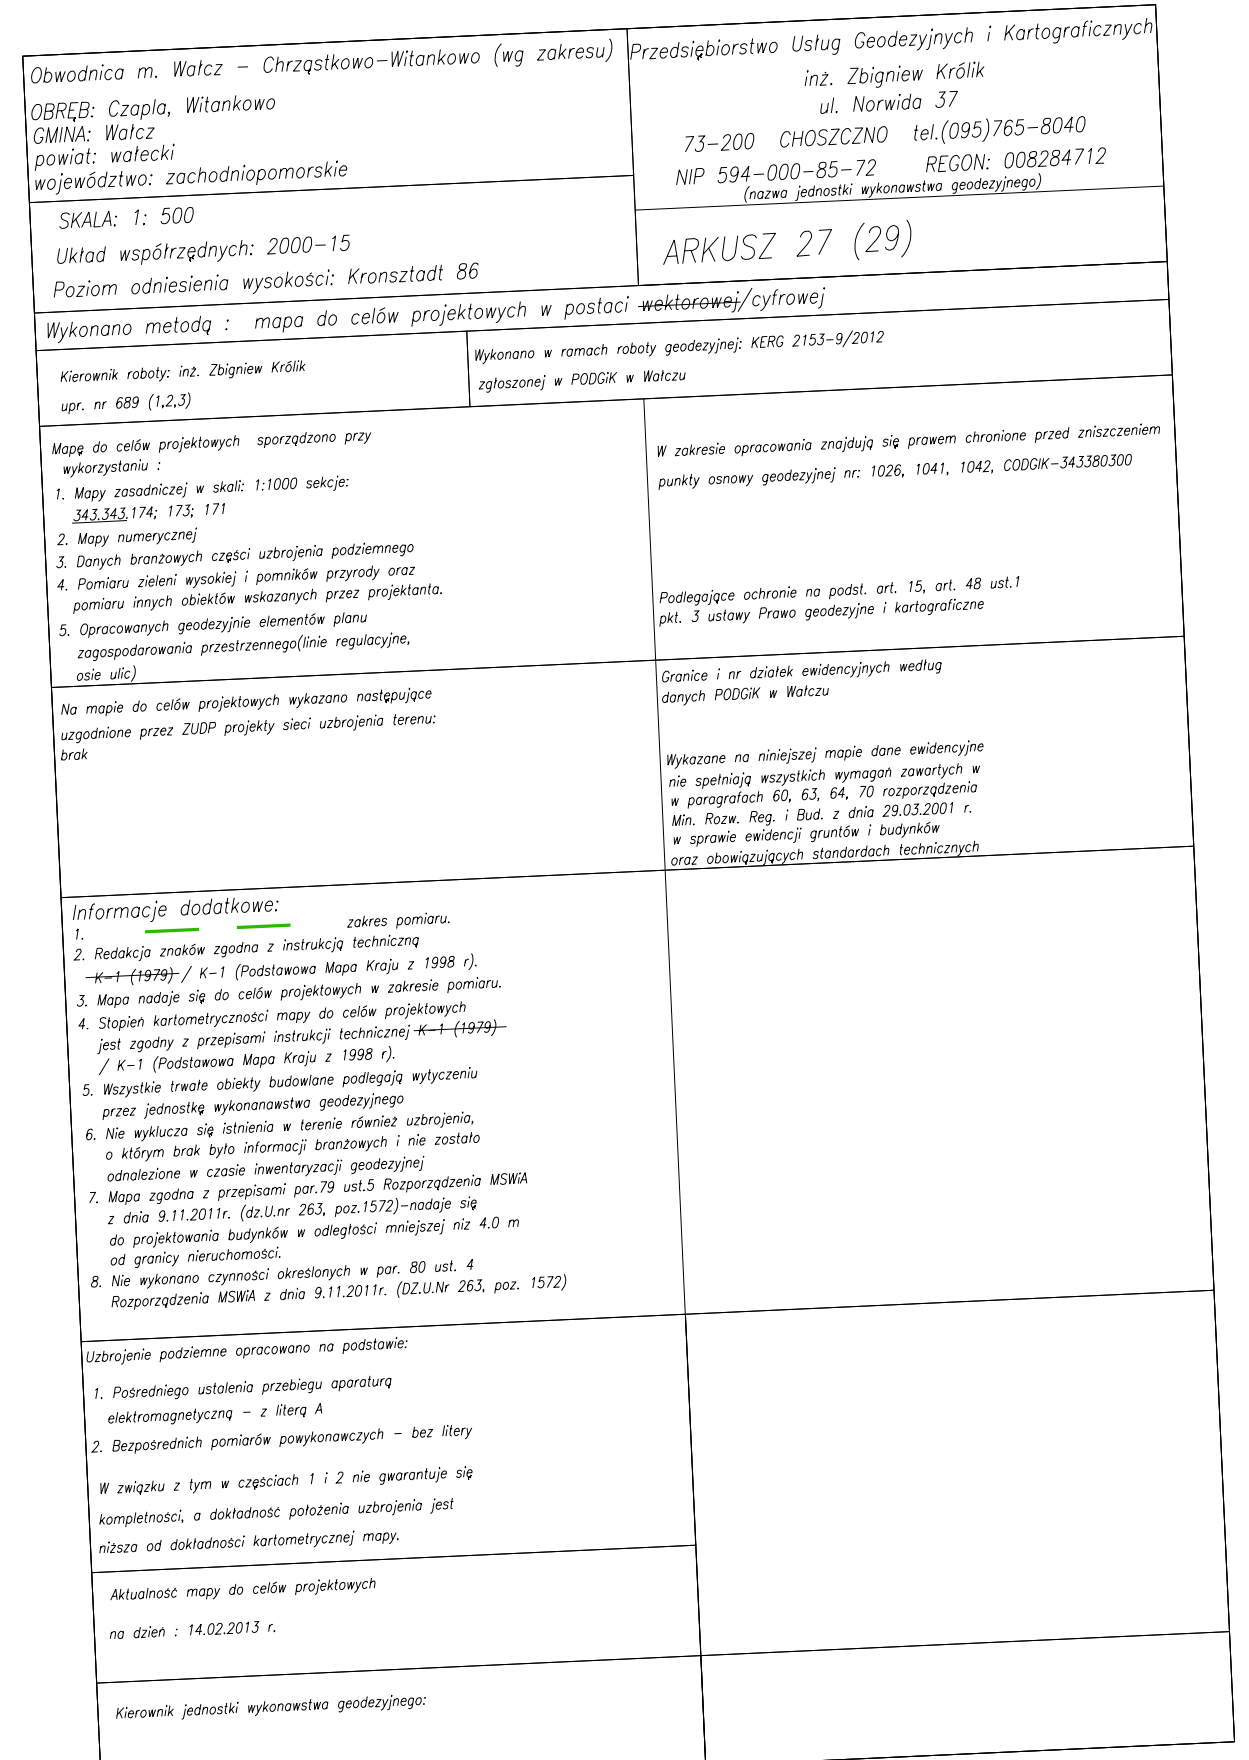 Obwodnica m. Wałcz – Chrząstkowo–Witankowo (wg zakresu)
OBRĘB: Czapla, Witankowo
GMINA: Wałcz
powiat: wałecki
województwo: zachodniopomorskie
Przedsiębiorstwo Usług Geodezyjnych i Kartograficznych
inż. Zbigniew Królik
ul. Norwida 37
73–200 CHOSZCZNO tel.(095)765–8040
NIP 594–000–85–72 REGON: 008284712
(nazwa jednostki wykonawstwa geodezyjnego)
SKALA: 1: 500
Układ współrzędnych: 2000–15
Poziom odniesienia wysokości: Kronsztadt 86
ARKUSZ 27 (29)
Wykonano metodą : mapa do celów projektowych w postaci wektorowej/cyfrowej
Kierownik roboty: inż. Zbigniew Królik
upr. nr 689 (1,2,3)
Wykonano w ramach roboty geodezyjnej: KERG 2153–9/2012
zgłoszonej w PODGiK w Wałczu
Mapę do celów projektowych sporządzono przy
wykorzystaniu :
1. Mapy zasadniczej w skali: 1:1000 sekcje:
343.343.174; 173; 171
2. Mapy numerycznej
3. Danych branżowych części uzbrojenia podziemnego
4. Pomiaru zieleni wysokiej i pomników przyrody oraz
pomiaru innych obiektów wskazanych przez projektanta.
5. Opracowanych geodezyjnie elementów planu
zagospodarowania przestrzennego(linie regulacyjne,
osie ulic)
W zakresie opracowania znajdują się prawem chronione przed zniszczeniem
punkty osnowy geodezyjnej nr: 1026, 1041, 1042, CODGIK–343380300
Podlegające ochronie na podst. art. 15, art. 48 ust.1
pkt. 3 ustawy Prawo geodezyjne i kartograficzne
Na mapie do celów projektowych wykazano następujące
uzgodnione przez ZUDP projekty sieci uzbrojenia terenu:
brak
Granice i nr działek ewidencyjnych według
danych PODGiK w Wałczu
Wykazane na niniejszej mapie dane ewidencyjne
nie spełniają wszystkich wymagań zawartych w
w paragrafach 60, 63, 64, 70 rozporządzenia
Min. Rozw. Reg. i Bud. z dnia 29.03.2001 r.
w sprawie ewidencji gruntów i budynków
oraz obowiązujących standardach technicznych
Informacje dodatkowe:
1. zakres pomiaru.
2. Redakcja znaków zgodna z instrukcją techniczną
K–1 (1979) / K–1 (Podstawowa Mapa Kraju z 1998 r).
3. Mapa nadaje się do celów projektowych w zakresie pomiaru.
4. Stopień kartometryczności mapy do celów projektowych
jest zgodny z przepisami instrukcji technicznej K–1 (1979)
/ K–1 (Podstawowa Mapa Kraju z 1998 r).
5. Wszystkie trwałe obiekty budowlane podlegają wytyczeniu
przez jednostkę wykonanawstwa geodezyjnego
6. Nie wyklucza się istnienia w terenie również uzbrojenia,
o którym brak było informacji branżowych i nie zostało
odnalezione w czasie inwentaryzacji geodezyjnej
7. Mapa zgodna z przepisami par.79 ust.5 Rozporządzenia MSWiA
z dnia 9.11.2011r. (dz.U.nr 263, poz.1572)–nadaje się
do projektowania budynków w odległości mniejszej niz 4.0 m
od granicy nieruchomości.
8. Nie wykonano czynności określonych w par. 80 ust. 4
Rozporządzenia MSWiA z dnia 9.11.2011r. (DZ.U.Nr 263, poz. 1572)
Uzbrojenie podziemne opracowano na podstawie:
1. Pośredniego ustalenia przebiegu aparaturą
elektromagnetyczną – z literą A
2. Bezpośrednich pomiarów powykonawczych – bez litery
W związku z tym w częściach 1 i 2 nie gwarantuje się
kompletności, a dokładność położenia uzbrojenia jest
niższa od dokładności kartometrycznej mapy.
Aktualność mapy do celów projektowych
na dzień : 14.02.2013 r.
Kierownik jednostki wykonawstwa geodezyjnego: